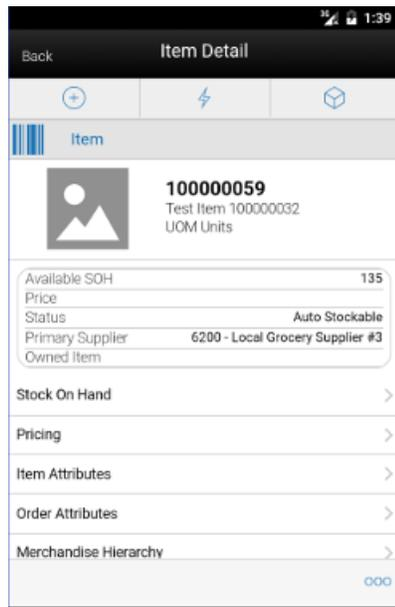 3G 1:39
Back Item Detail
Item
100000059
Test Item 100000032
UOM Units
Available SOH 135
Price
Status Auto Stockable
Primary Supplier 6200 - Local Grocery Supplier #3
Owned Item
Stock On Hand
Pricing
Item Attributes
Order Attributes
Merchandise Hierarchy